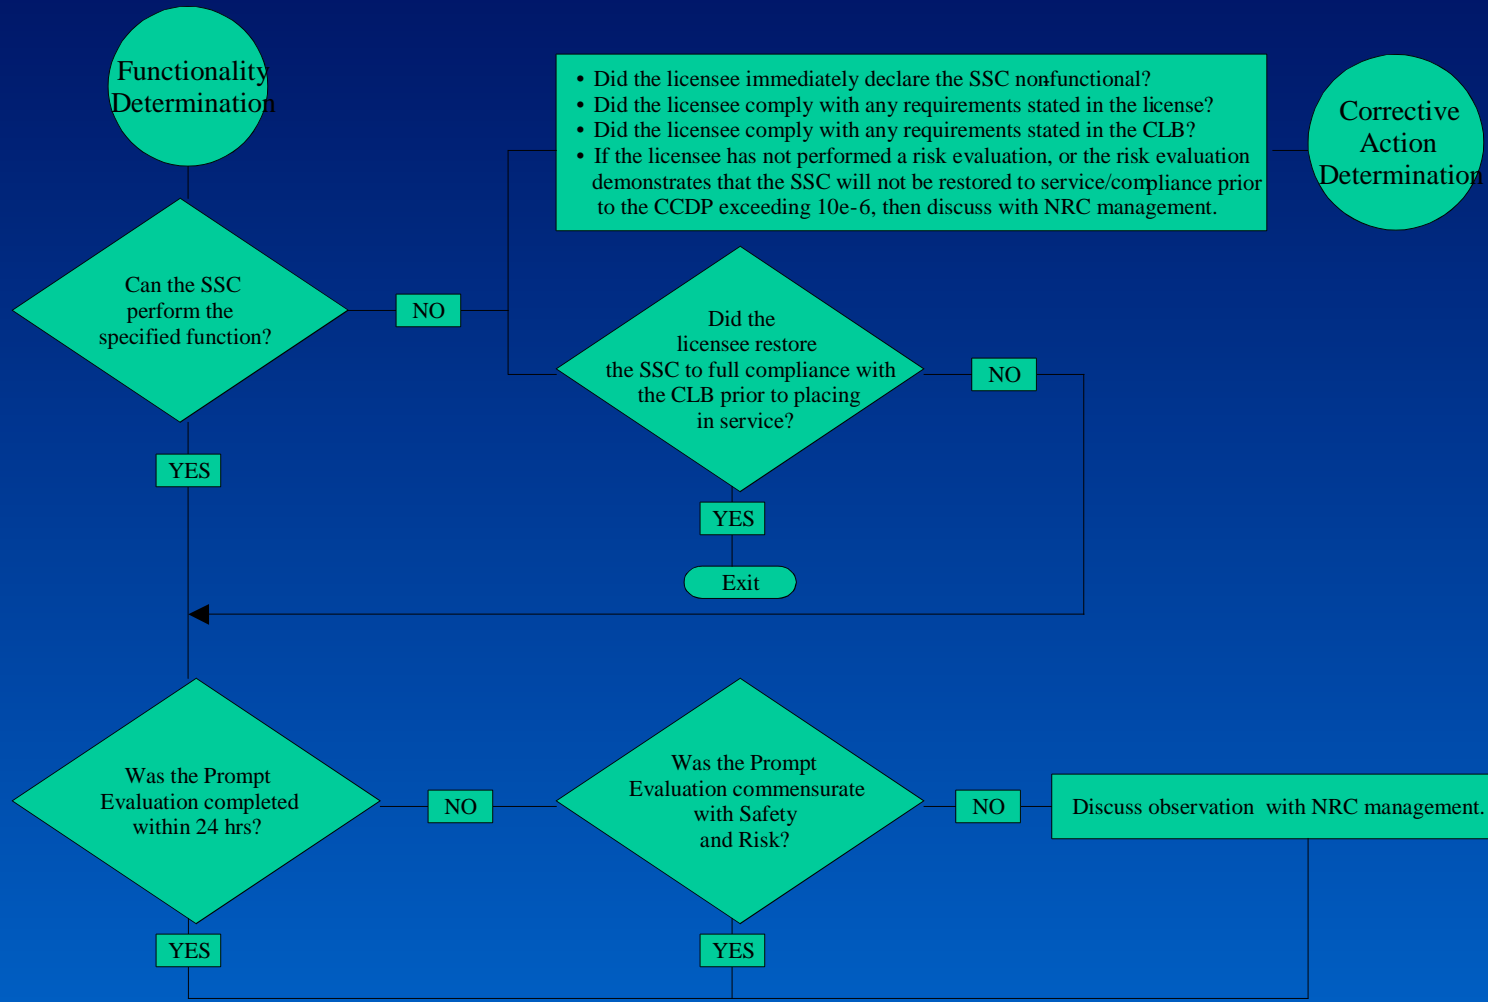 Functionality
Determination
• Did the licensee immediately declare the SSC non-functional?
• Did the licensee comply with any requirements stated in the license?
• Did the licensee comply with any requirements stated in the CLB?
• If the licensee has not performed a risk evaluation, or the risk evaluation
demonstrates that the SSC will not be restored to service/compliance prior
to the CCDP exceeding 10e-6, then discuss with NRC management.
Corrective
Action
Determination
Can the SSC
perform the
specified function?
NO
Did the
licensee restore
the SSC to full compliance with
the CLB prior to placing
in service?
NO
YES
YES
Exit
Was the Prompt
Evaluation completed
within 24 hrs?
NO
Was the Prompt
Evaluation commensurate
with Safety
and Risk?
NO
Discuss observation with NRC management.
YES
YES